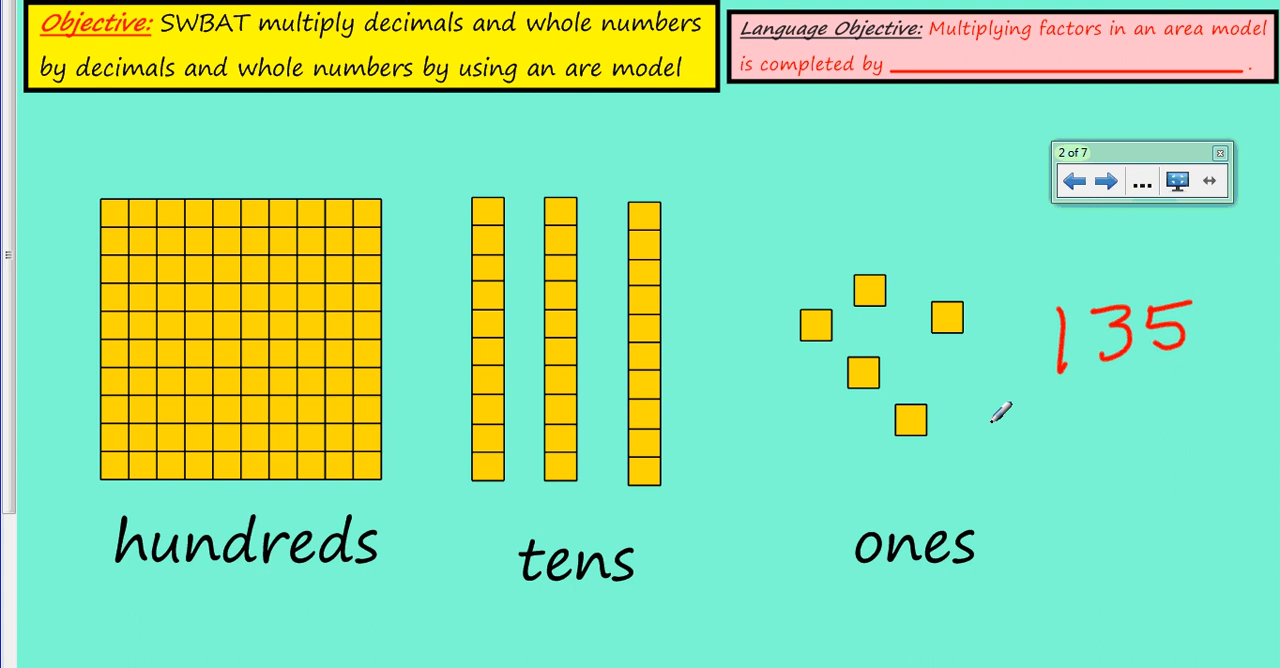 Objective: SWBAT multiply decimals and whole numbers
by decimals and whole numbers by using an are model
Language Objective: Multiplying factors in an area model
is completed by ______________________.
2 of 7
135
hundreds
tens
ones